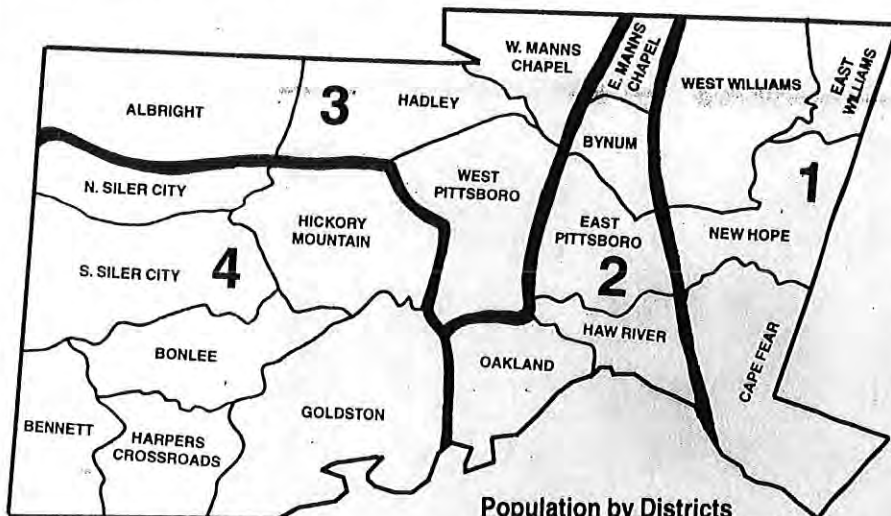 W. MANNS
CHAPEL
E. MANNS
CHAPEL
WEST WILLIAMS
EAST
WILLIAMS
ALBRIGHT
3
HADLEY
BYNUM
N. SILER CITY
WEST
PITTSBORO
1
HICKORY
MOUNTAIN
EAST
PITTSBORO
NEW HOPE
S. SILER CITY
4
2
BONLEE
OAKLAND
HAW RIVER
CAPE FEAR
GOLDSTON
BENNETT
HARPERS
CROSSROADS
Population by Districts